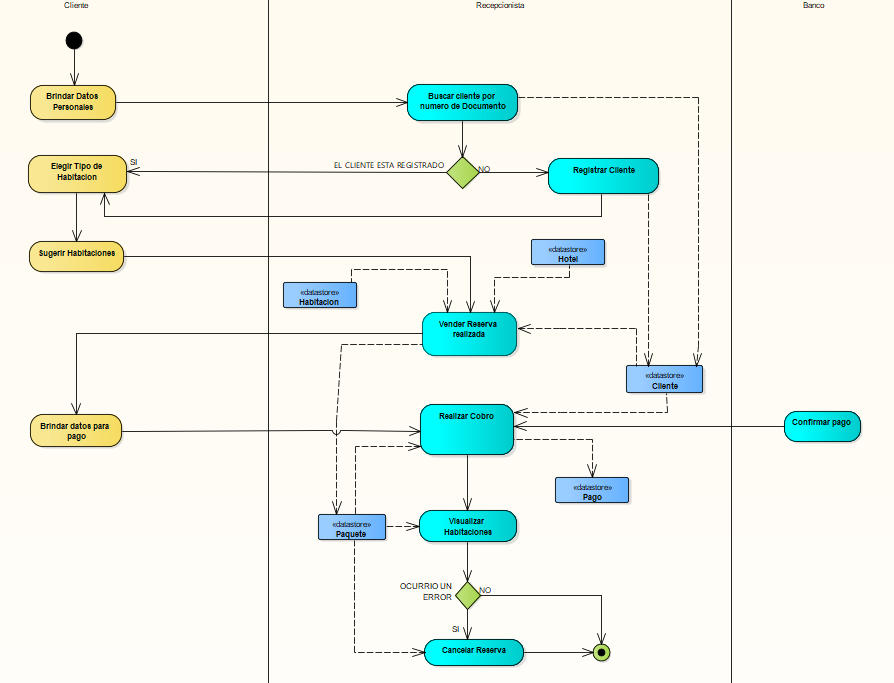 Cliente
Recepcionista
Banco
Brindar Datos
Personales
Buscar cliente por
numero de Documento
Elegir Tipo de
Habitacion
SI
EL CLIENTE ESTA REGISTRADO
NO
Registrar Cliente
Sugerir Habitaciones
«datastore»
Hotel
«datastore»
Habitacion
Vender Reserva
realizada
«datastore»
Cliente
Brindar datos para
pago
Realizar Cobro
Confirmar pago
«datastore»
Pago
«datastore»
Paquete
Visualizar
Habitaciones
OCURRIO UN
ERROR
NO
SI
Cancelar Reserva